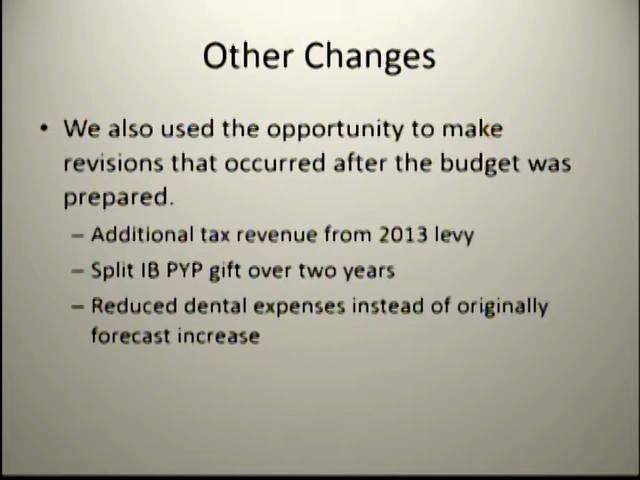 Other Changes
• We also used the opportunity to make
revisions that occurred after the budget was
prepared.
– Additional tax revenue from 2013 levy
– Split IB PYP gift over two years
– Reduced dental expenses instead of originally
forecast increase